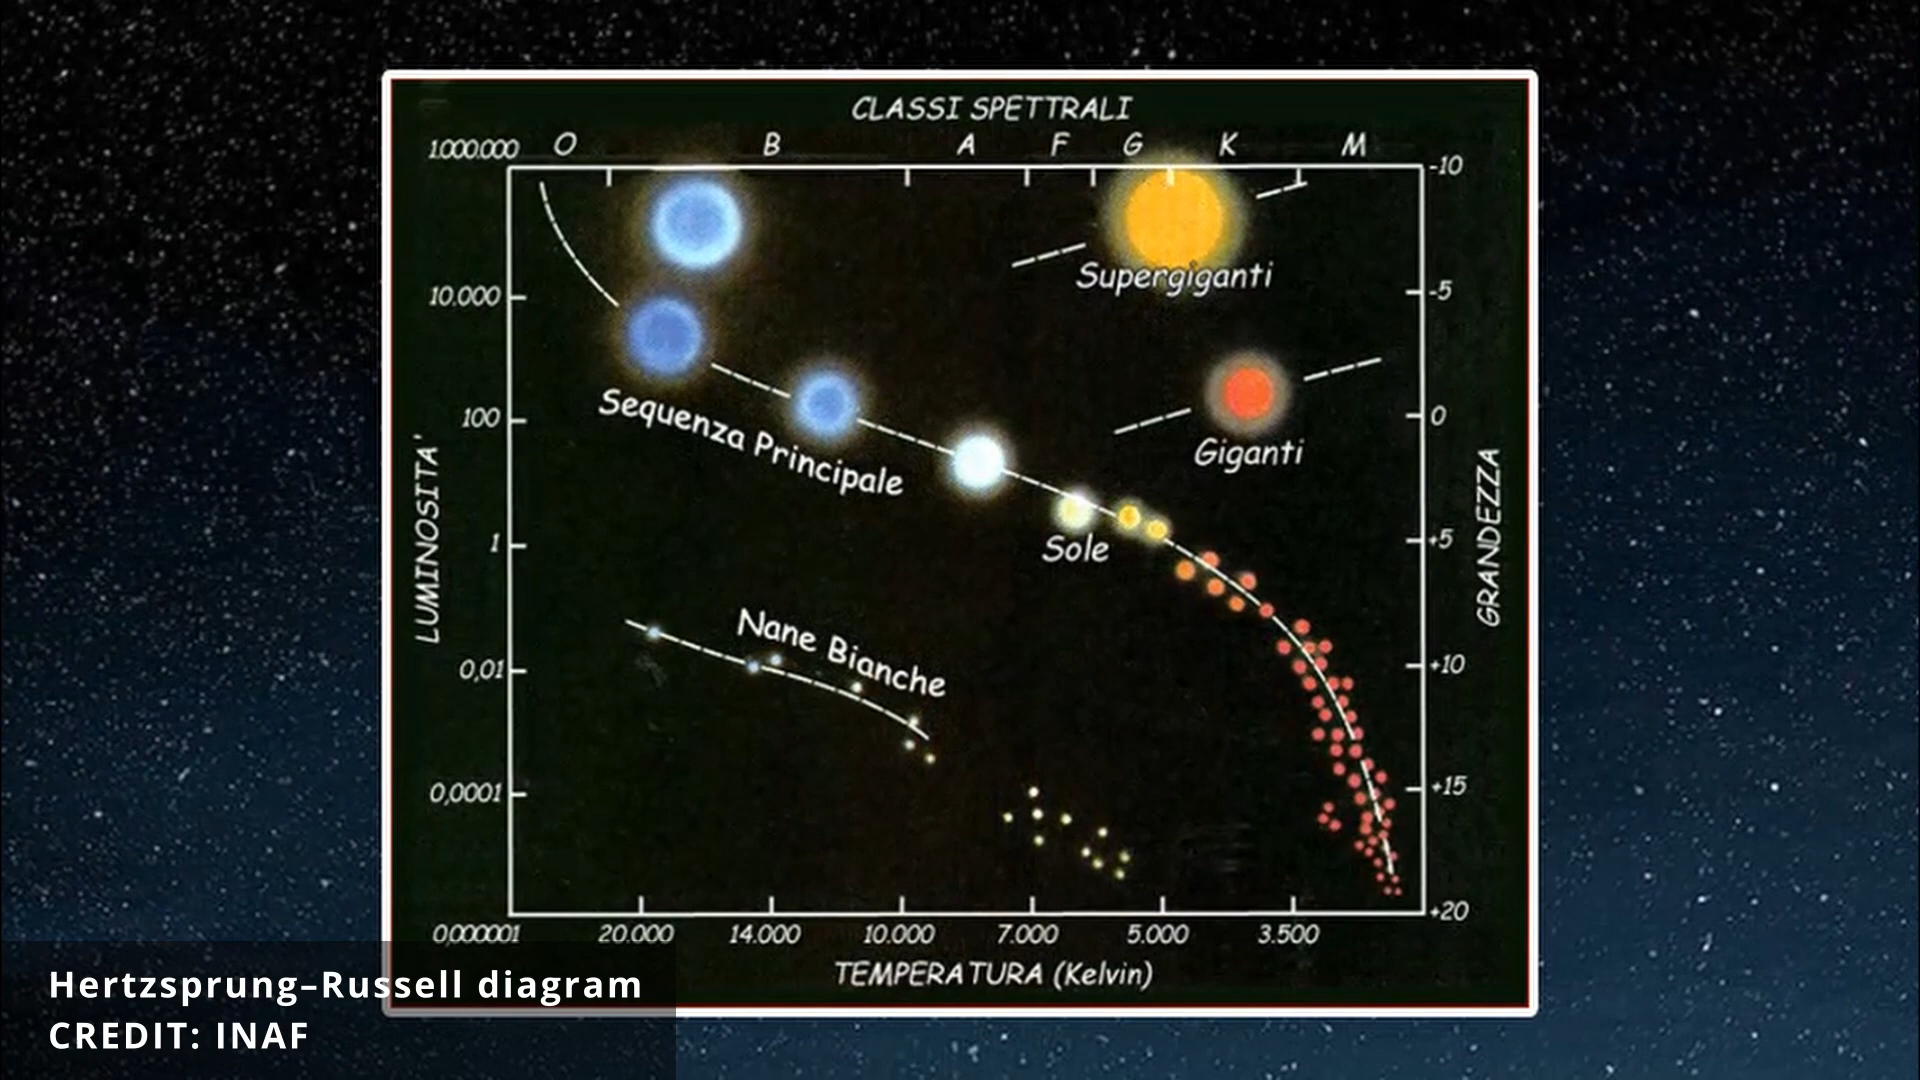 CLASSI SPETTRALI
O B A F G K M
1.000.000
10.000
100
1
0,01
0,0001
0,000001
LUMINOSITA'
-10
-5
0
+5
+10
+15
+20
GRANDEZZA
Supergiganti
Giganti
Sequenza Principale
Sole
Nane Bianche
20.000 14.000 10.000 7.000 5.000 3.500
TEMPERATURA (Kelvin)
Hertzsprung–Russell diagram
CREDIT: INAF